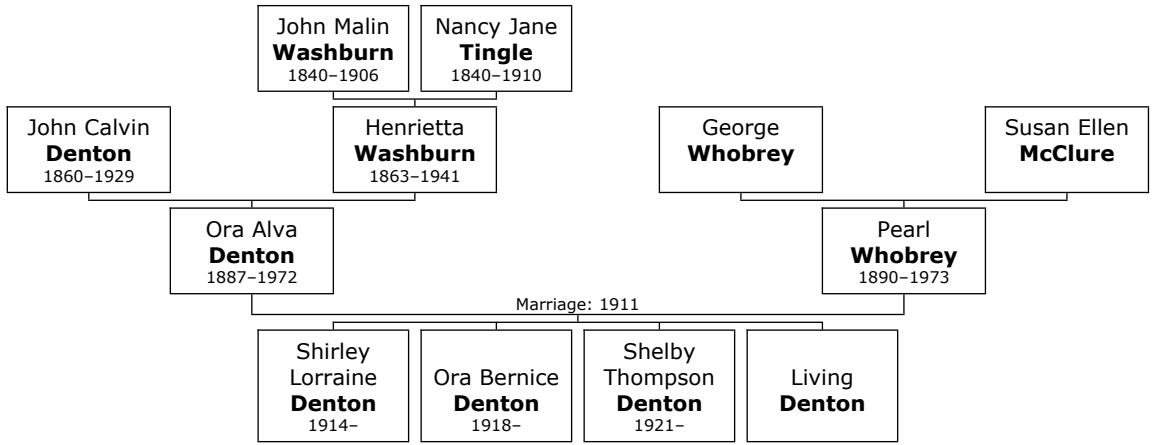 John Malin
Washburn
1840–1906
Nancy Jane
Tingle
1840–1910
John Calvin
Denton
1860–1929
Henrietta
Washburn
1863–1941
George
Whobrey
Susan Ellen
McClure
Ora Alva
Denton
1887–1972
Pearl
Whobrey
1890–1973
Marriage: 1911
Shirley
Lorraine
Denton
1914–
Ora Bernice
Denton
1918–
Shelby
Thompson
Denton
1921–
Living
Denton